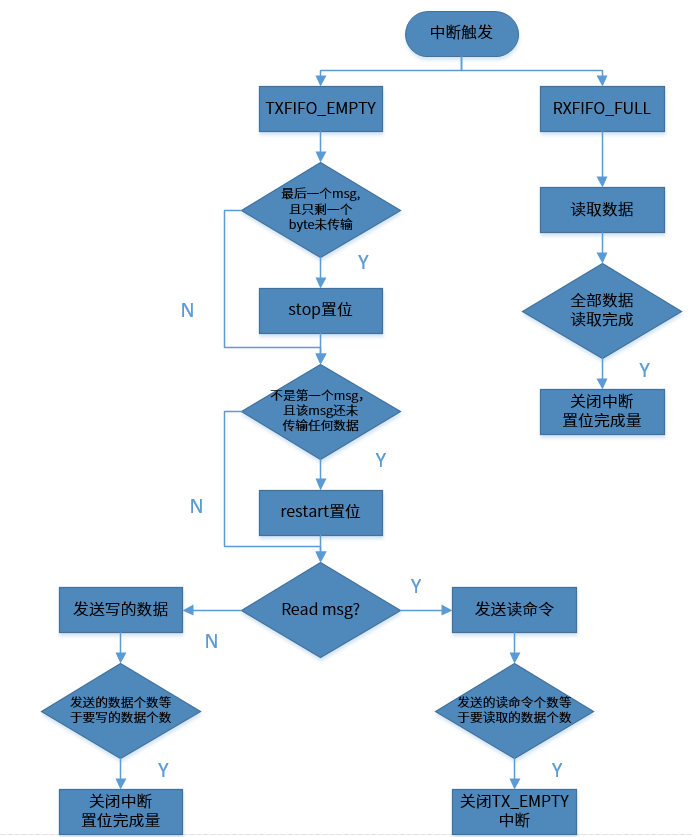 中断触发
TXFIFO_EMPTY
RXFIFO_FULL
最后一个msg,
且只剩一个
byte未传输
读取数据
Y
N
stop置位
全部数据
读取完成
Y
不是第一个msg,
且该msg还未
传输任何数据
关闭中断
置位完成量
Y
N
restart置位
Read msg?
Y
N
发送写的数据
发送读命令
发送的数据个数等
于要写的数据个数
发送的读命令个数等
于要读取的数据个数
Y
Y
关闭中断
置位完成量
关闭TX_EMPTY
中断